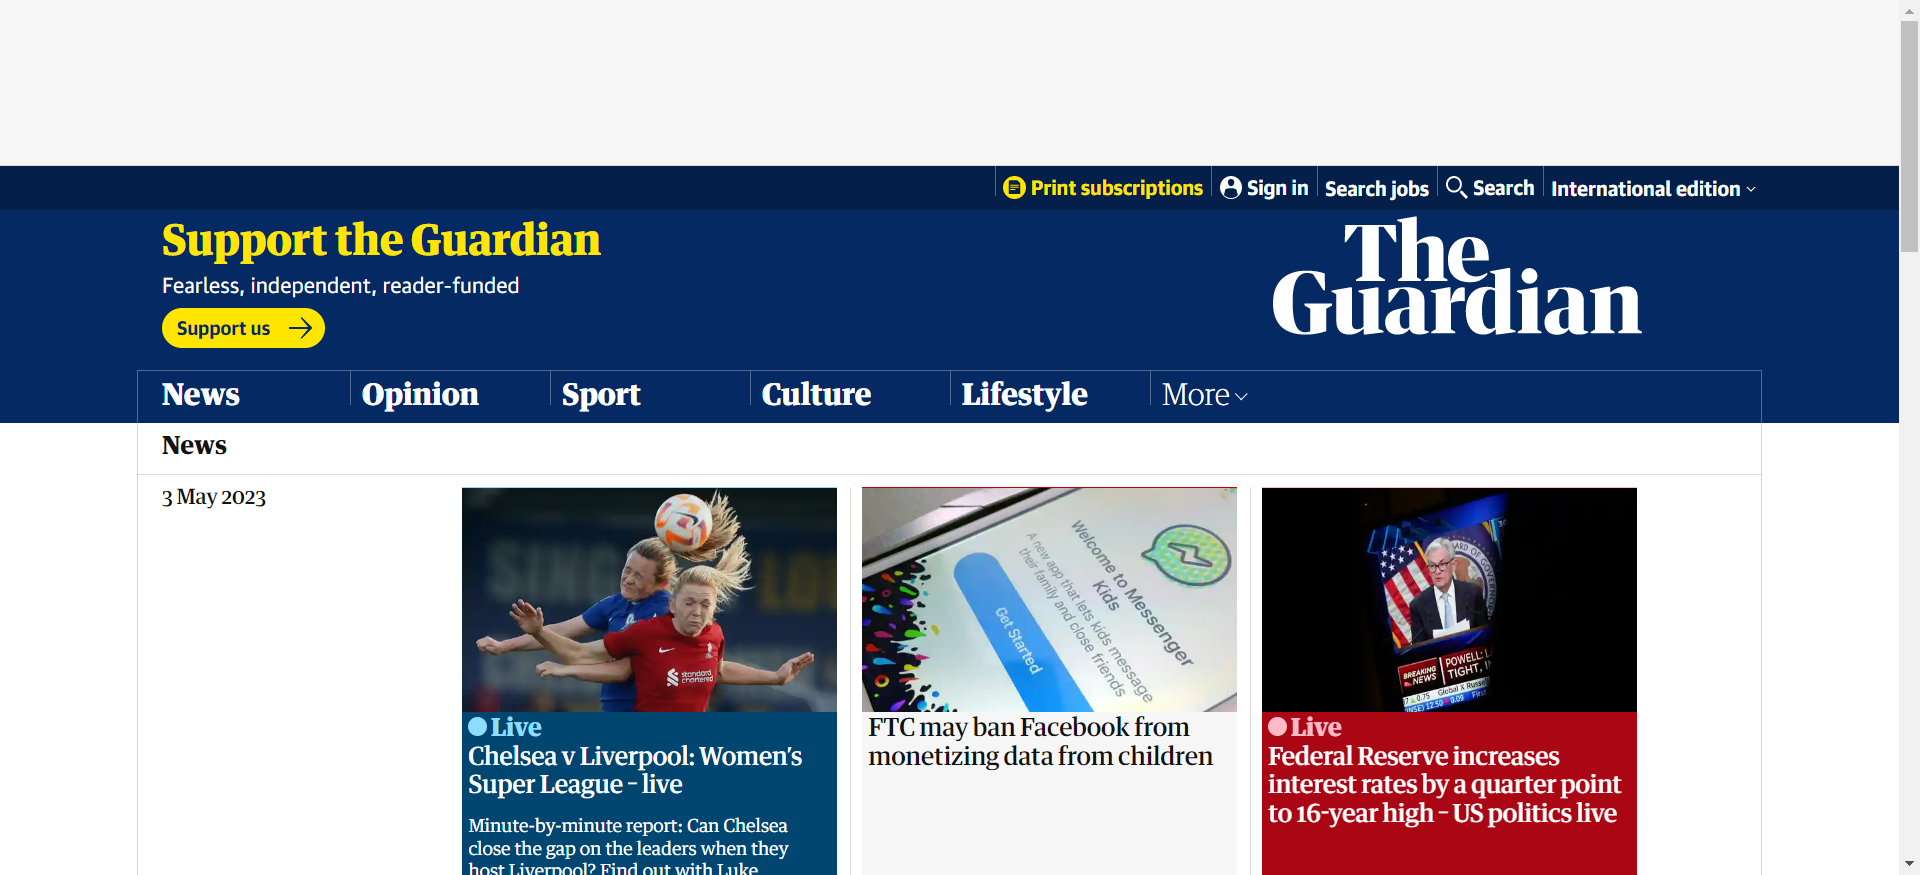 Print subscriptions
Sign in
Search jobs
Search
International edition
Support the Guardian
Fearless, independent, reader-funded
Support us
The
Guardian
News
Opinion
Sport
Culture
Lifestyle
More
News
3 May 2023
standard
chartered
Live
Chelsea v Liverpool: Women's
Super League – live
Minute-by-minute report: Can Chelsea
close the gap on the leaders when they
host Liverpool? Find out with Luke
Welcome to Messenger
Kids
A new app that lets kids message
their family and close friends
Get Started
FTC may ban Facebook from
monetizing data from children
BREAKING
NEWS
POWELL:
TIGHT,
Live
Federal Reserve increases
interest rates by a quarter point
to 16-year high – US politics live